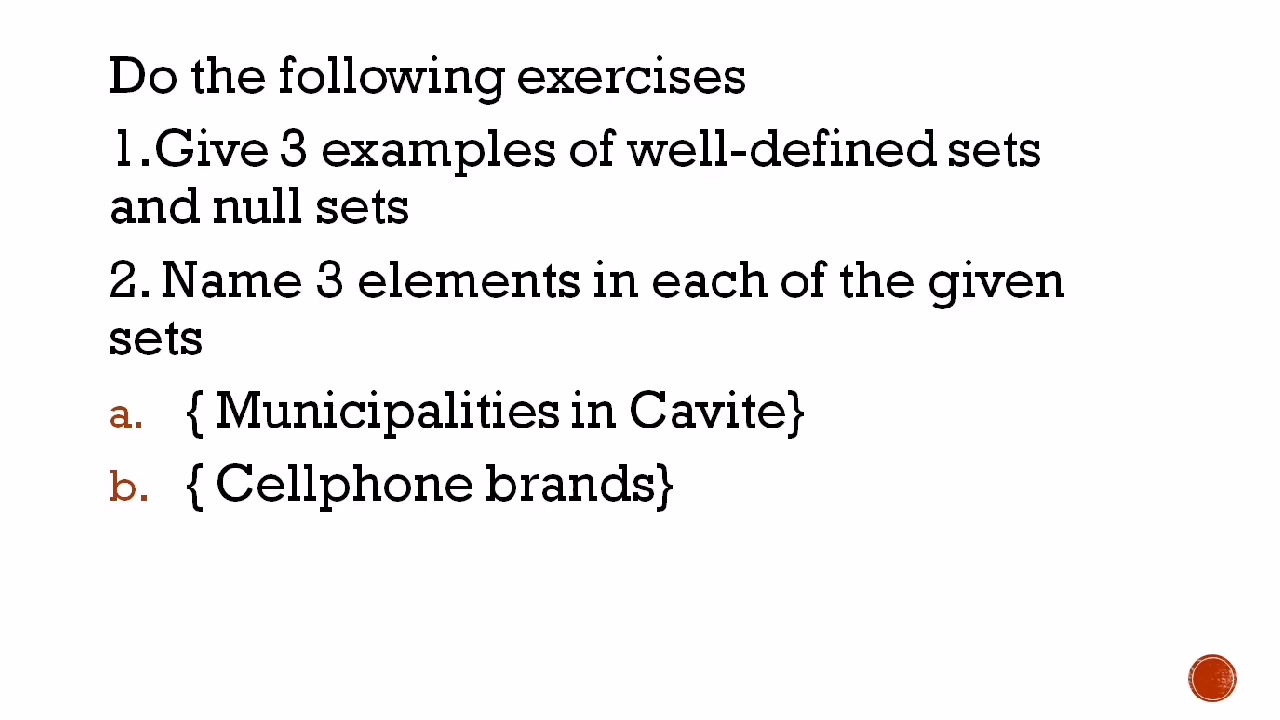 Do the following exercises
1.Give 3 examples of well-defined sets
and null sets
2. Name 3 elements in each of the given
sets
a. { Municipalities in Cavite}
b. { Cellphone brands}